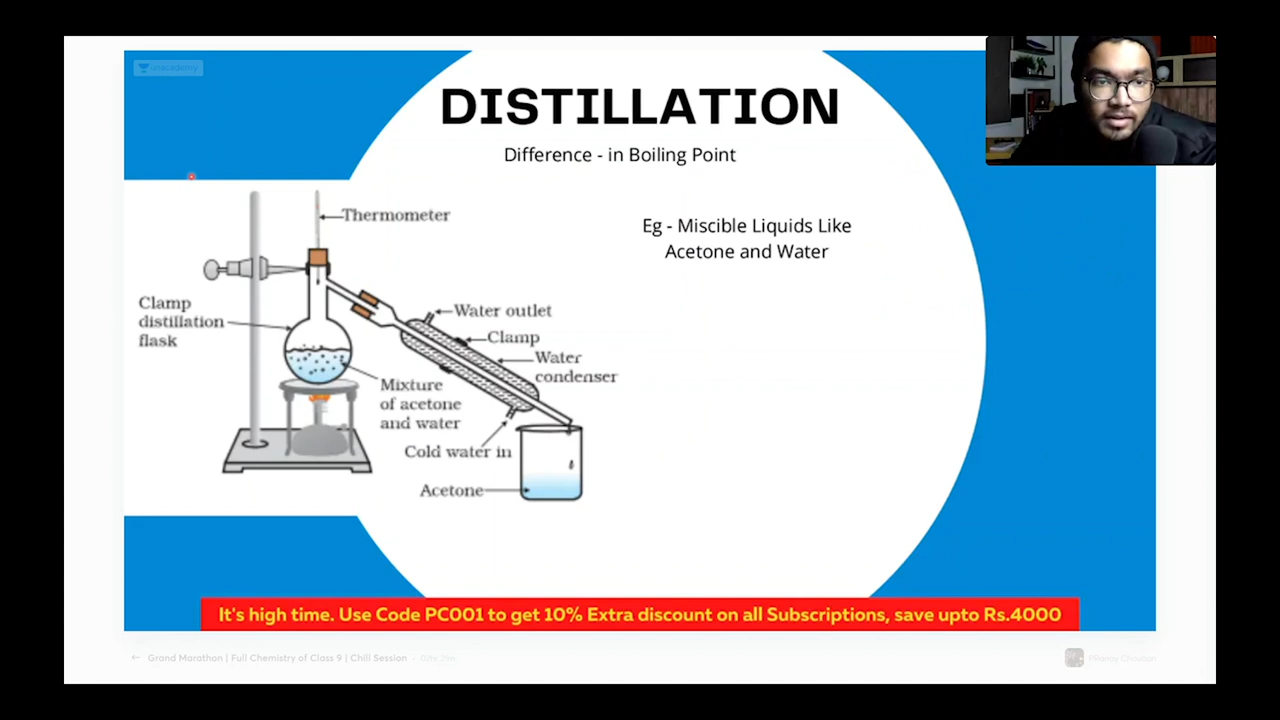 unacademy
DISTILLATION
Difference - in Boiling Point
Eg - Miscible Liquids Like
Acetone and Water
Thermometer
Clamp
distillation
flask
Water outlet
Clamp
Water
condenser
Mixture
of acetone
and water
Cold water in
Acetone
It's high time. Use Code PC001 to get 10% Extra discount on all Subscriptions, save upto Rs.4000
Grand Marathon | Full Chemistry of Class 9 | Chill Session